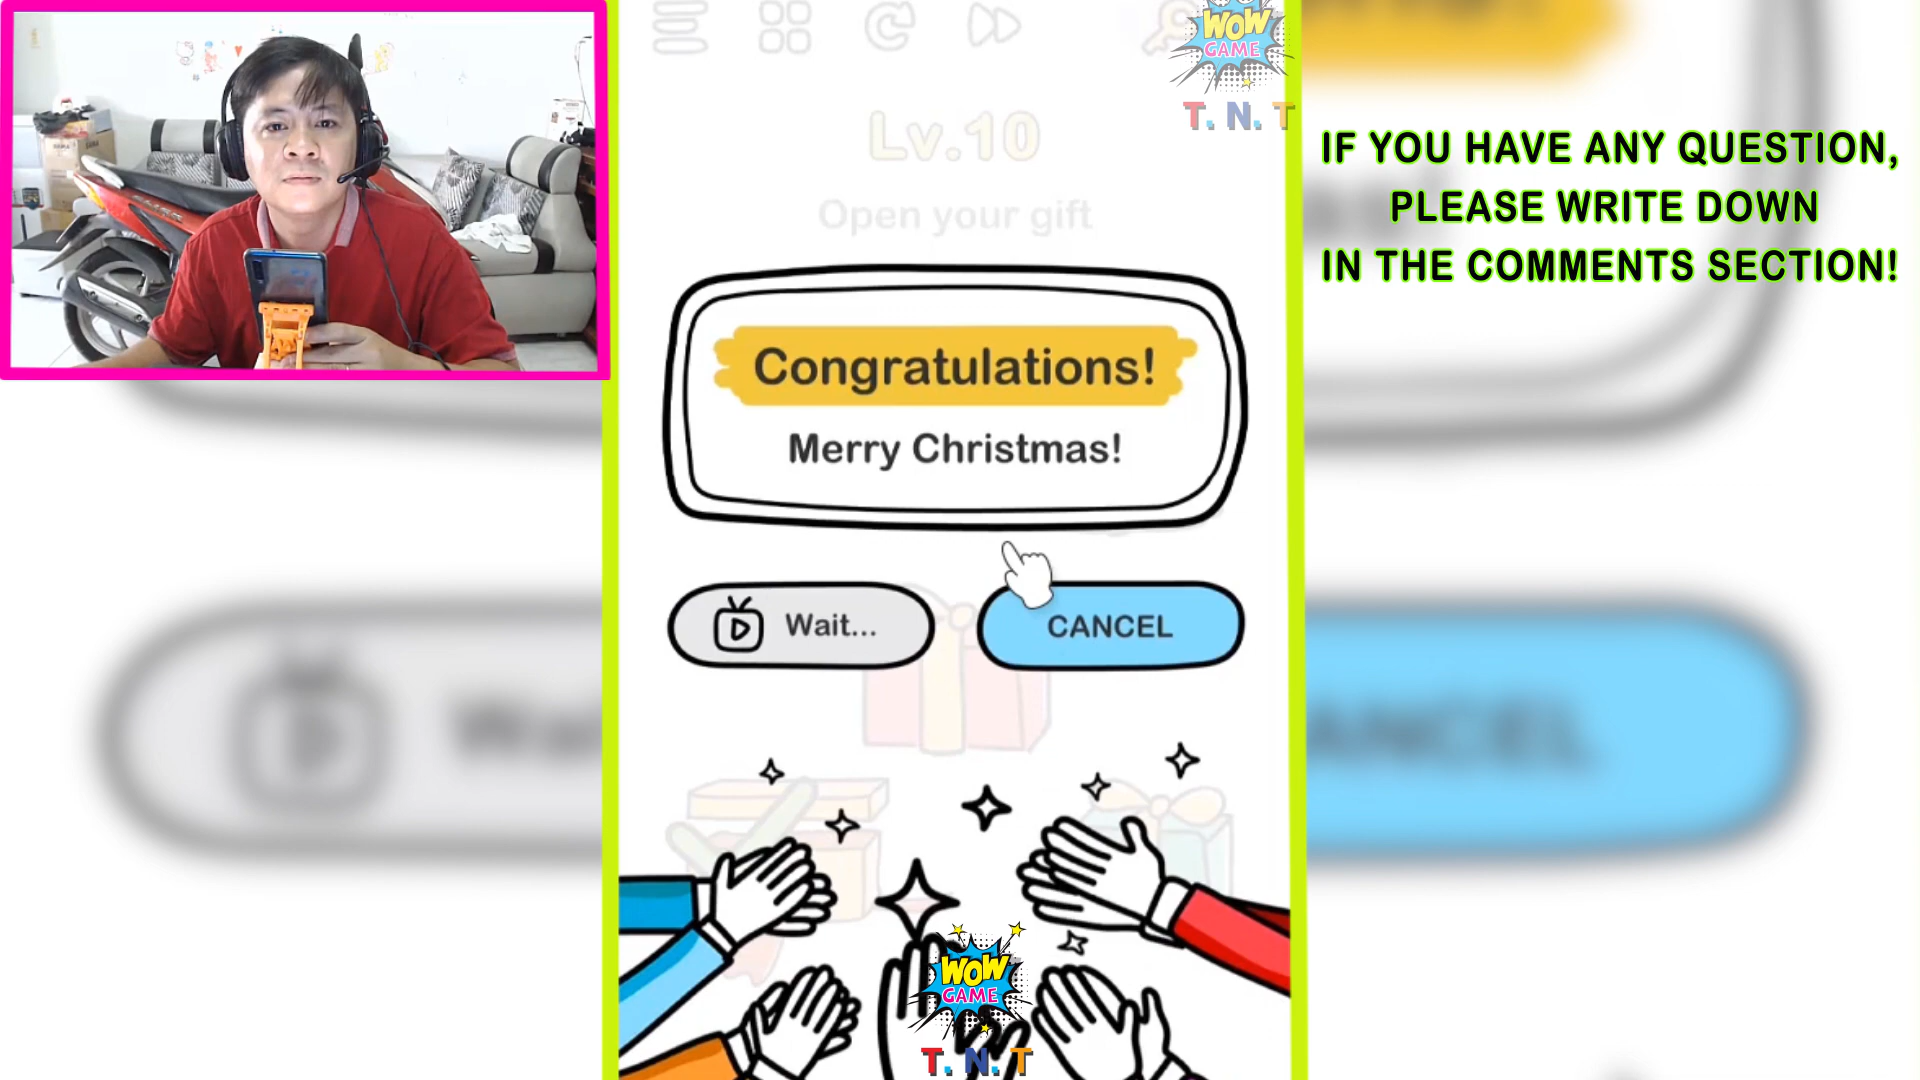 WOW
GAME
T. N. T
Lv.10
Open your gift
Congratulations!
Merry Christmas!
Wait...
CANCEL
WOW
GAME
T. N. T
IF YOU HAVE ANY QUESTION,
PLEASE WRITE DOWN
IN THE COMMENTS SECTION!